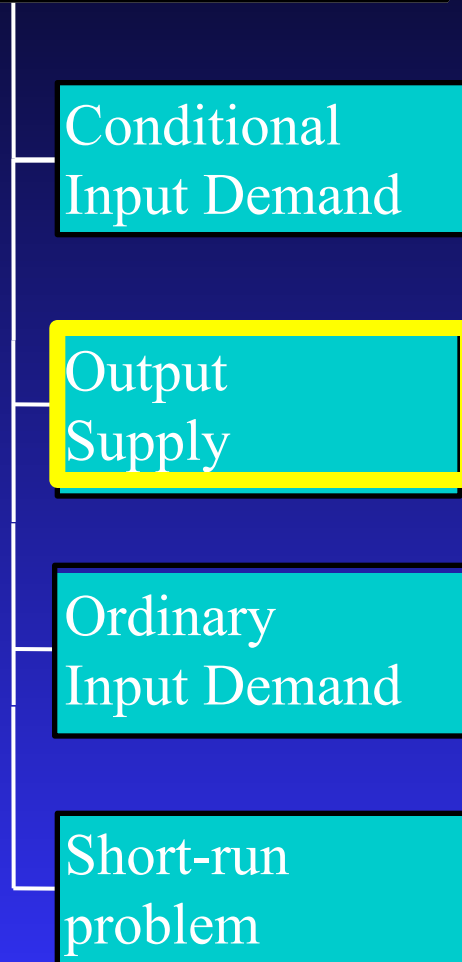 Conditional
Input Demand
Output
Supply
Ordinary
Input Demand
Short-run
problem